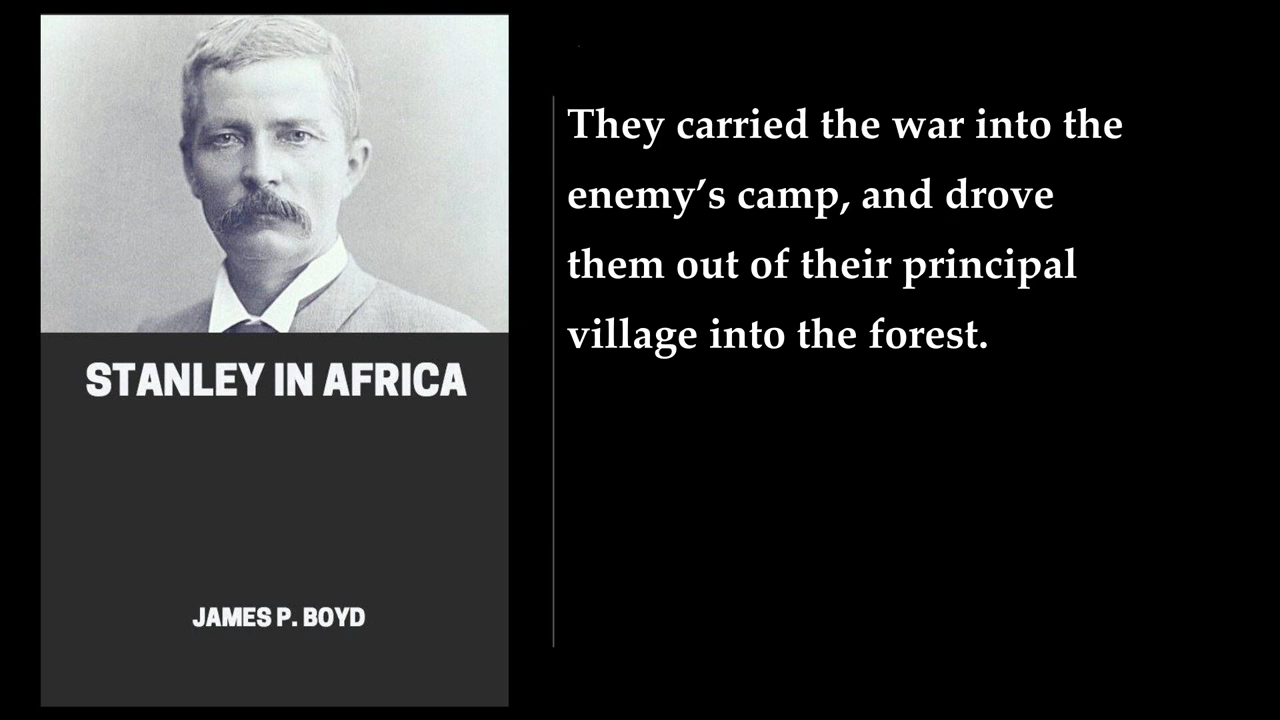 STANLEY IN AFRICA
JAMES P. BOYD
They carried the war into the
enemy’s camp, and drove
them out of their principal
village into the forest.